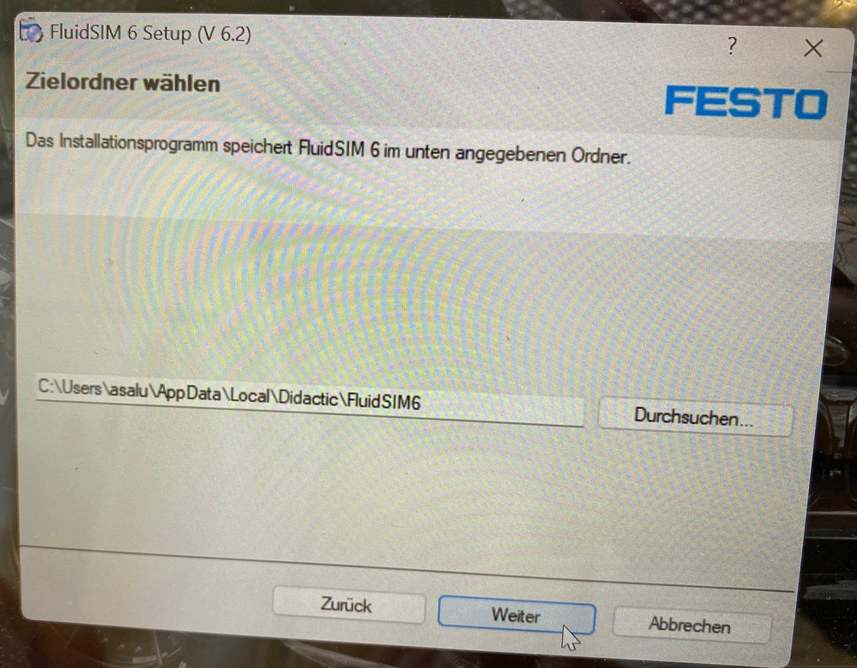 FluidSIM 6 Setup (V 6.2)
?
Zielordner wählen
FESTO
Das Installationsprogramm speichert FluidSIM 6 im unten angegebenen Ordner.
C:\Users\asalu\AppData\Local\Didactic\FluidSIM6
Durchsuchen...
Zurück
Weiter
Abbrechen